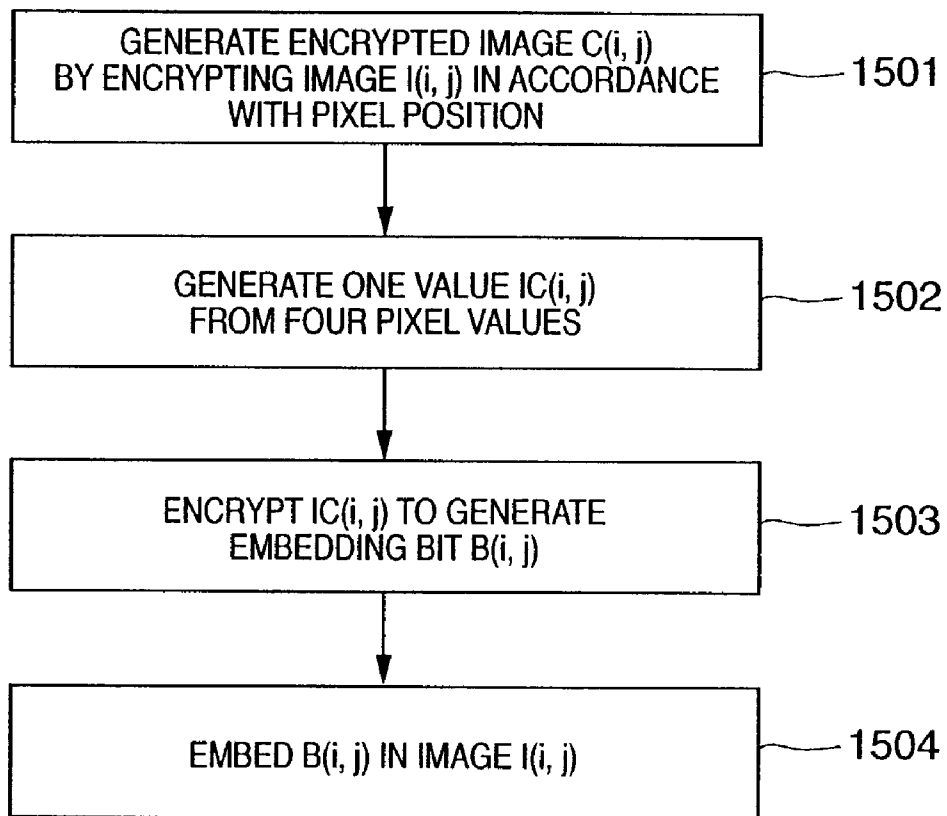 GENERATE ENCRYPTED IMAGE C(i, j)
BY ENCRYPTING IMAGE I(i, j) IN ACCORDANCE
WITH PIXEL POSITION
1501
GENERATE ONE VALUE IC(i, j)
FROM FOUR PIXEL VALUES
1502
ENCRYPT IC(i, j) TO GENERATE
EMBEDDING BIT B(i, j)
1503
EMBED B(i, j) IN IMAGE I(i, j)
1504